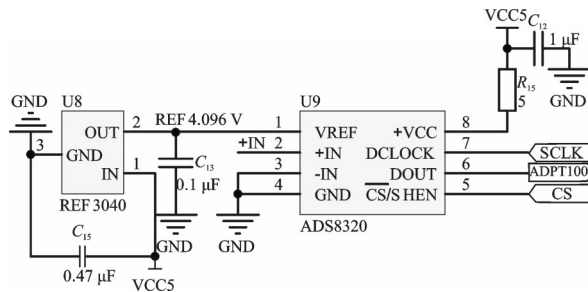 VCC5
C12
1 μF
GND
R15
5
GND
U8
OUT
2
3
GND
IN
1
REF 3040
REF 4.096 V
C13
0.1 μF
GND
C15
0.47 μF
VCC5
U9
1
VREF
+IN
2
+IN
3
-IN
4
GND
GND
ADS8320
+VCC
8
DCLOCK
7
SCLK
DOUT
6
ADPT100
CS/S HEN
5
CS